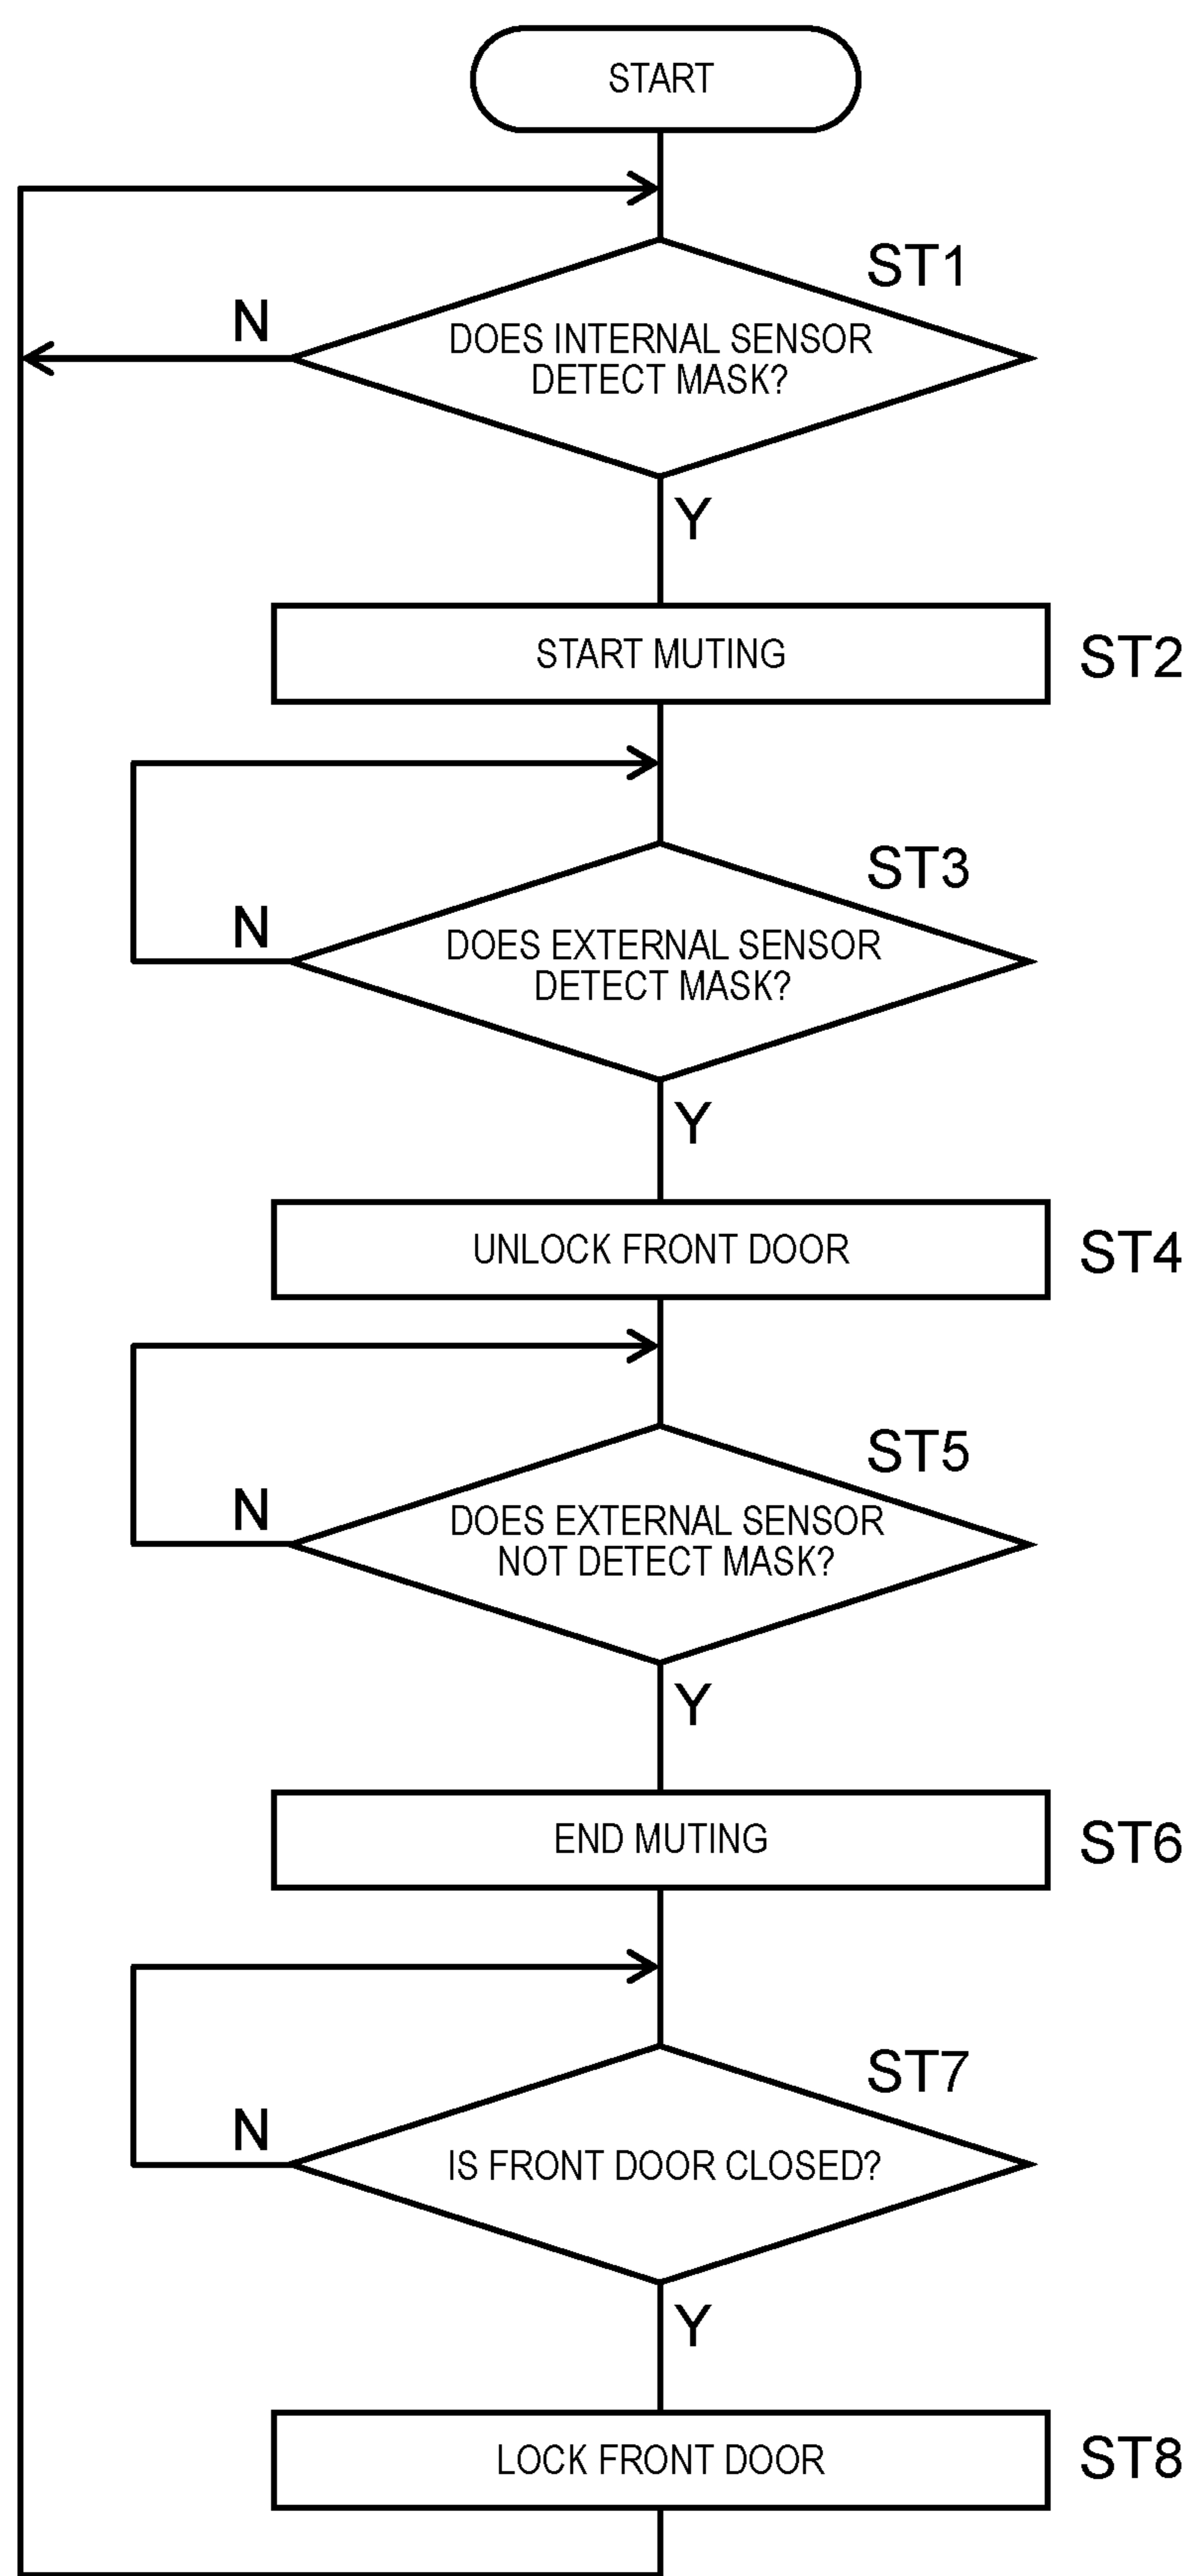 START
ST1
N
DOES INTERNAL SENSOR
DETECT MASK?
Y
START MUTING
ST2
ST3
N
DOES EXTERNAL SENSOR
DETECT MASK?
Y
UNLOCK FRONT DOOR
ST4
ST5
N
DOES EXTERNAL SENSOR
NOT DETECT MASK?
Y
END MUTING
ST6
ST7
N
IS FRONT DOOR CLOSED?
Y
LOCK FRONT DOOR
ST8